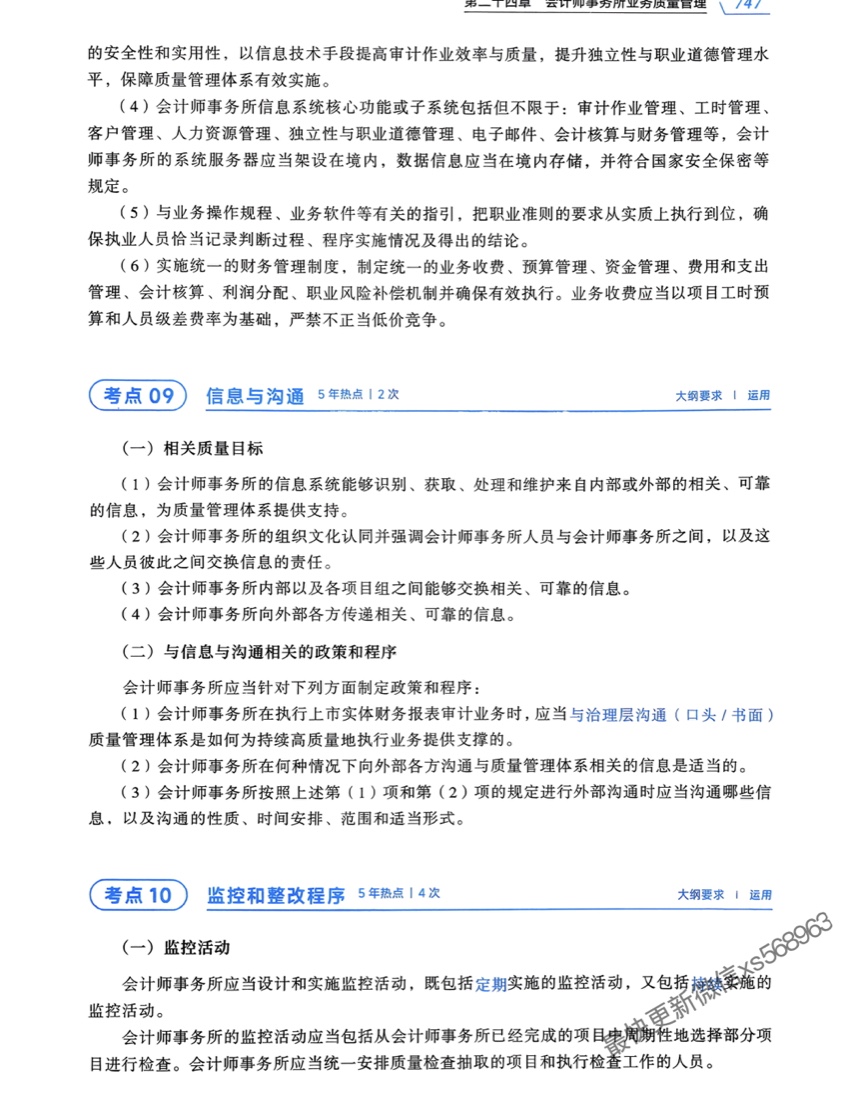 第二十四章 会计师事务所业务质量管理 747
的安全性和实用性，以信息技术手段提高审计作业效率与质量，提升独立性与职业道德管理水
平，保障质量管理体系有效实施。
（4）会计师事务所信息系统核心功能或子系统包括但不限于：审计作业管理、工时管理、
客户管理、人力资源管理、独立性与职业道德管理、电子邮件、会计核算与财务管理等，会计
师事务所的系统服务器应当架设在境内，数据信息应当在境内存储，并符合国家安全保密等
规定。
（5）与业务操作规程、业务软件等有关的指引，把职业准则的要求从实质上执行到位，确
保执业人员恰当记录判断过程、程序实施情况及得出的结论。
（6）实施统一的财务管理制度，制定统一的业务收费、预算管理、资金管理、费用和支出
管理、会计核算、利润分配、职业风险补偿机制并确保有效执行。业务收费应当以项目工时预
算和人员级差费率为基础，严禁不正当低价竞争。
考点 09 信息与沟通 5 年热点 | 2 次 大纲要求 | 运用
（一）相关质量目标
（1）会计师事务所的信息系统能够识别、获取、处理和维护来自内部或外部的相关、可靠
的信息，为质量管理体系提供支持。
（2）会计师事务所的组织文化认同并强调会计师事务所人员与会计师事务所之间，以及这
些人员彼此之间交换信息的责任。
（3）会计师事务所内部以及各项目组之间能够交换相关、可靠的信息。
（4）会计师事务所向外部各方传递相关、可靠的信息。
（二）与信息与沟通相关的政策和程序
会计师事务所应当针对下列方面制定政策和程序：
（1）会计师事务所在执行上市实体财务报表审计业务时，应当与治理层沟通（口头 / 书面）
质量管理体系是如何为持续高质量地执行业务提供支撑的。
（2）会计师事务所在何种情况下向外部各方沟通与质量管理体系相关的信息是适当的。
（3）会计师事务所按照上述第（1）项和第（2）项的规定进行外部沟通时应当沟通哪些信
息，以及沟通的性质、时间安排、范围和适当形式。
考点 10 监控和整改程序 5 年热点 | 4 次 大纲要求 | 运用
（一）监控活动
会计师事务所应当设计和实施监控活动，既包括定期实施的监控活动，又包括持续实施的
监控活动。
会计师事务所的监控活动应当包括从会计师事务所已经完成的项目中周期性地选择部分项
目进行检查。会计师事务所应当统一安排质量检查抽取的项目和执行检查工作的人员。
最快更新微信xs568963